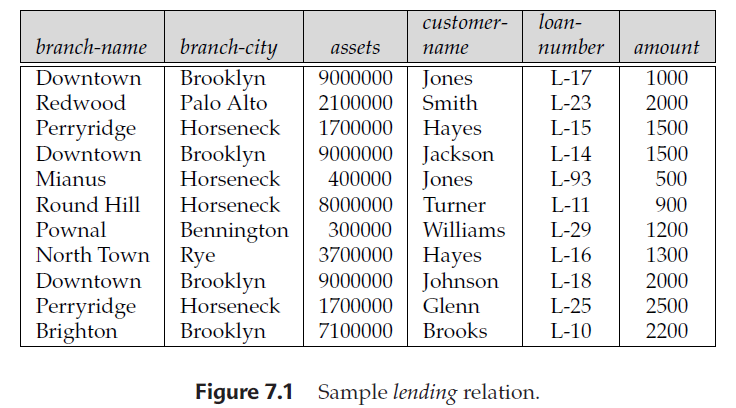 branch-name branch-city assets customer-name loan-number amount
Downtown Brooklyn 9000000 Jones L-17 1000
Redwood Palo Alto 2100000 Smith L-23 2000
Perryridge Horseneck 1700000 Hayes L-15 1500
Downtown Brooklyn 9000000 Jackson L-14 1500
Mianus Horseneck 400000 Jones L-93 500
Round Hill Horseneck 8000000 Turner L-11 900
Pownal Bennington 300000 Williams L-29 1200
North Town Rye 3700000 Hayes L-16 1300
Downtown Brooklyn 9000000 Johnson L-18 2000
Perryridge Horseneck 1700000 Glenn L-25 2500
Brighton Brooklyn 7100000 Brooks L-10 2200
Figure 7.1 Sample lending relation.